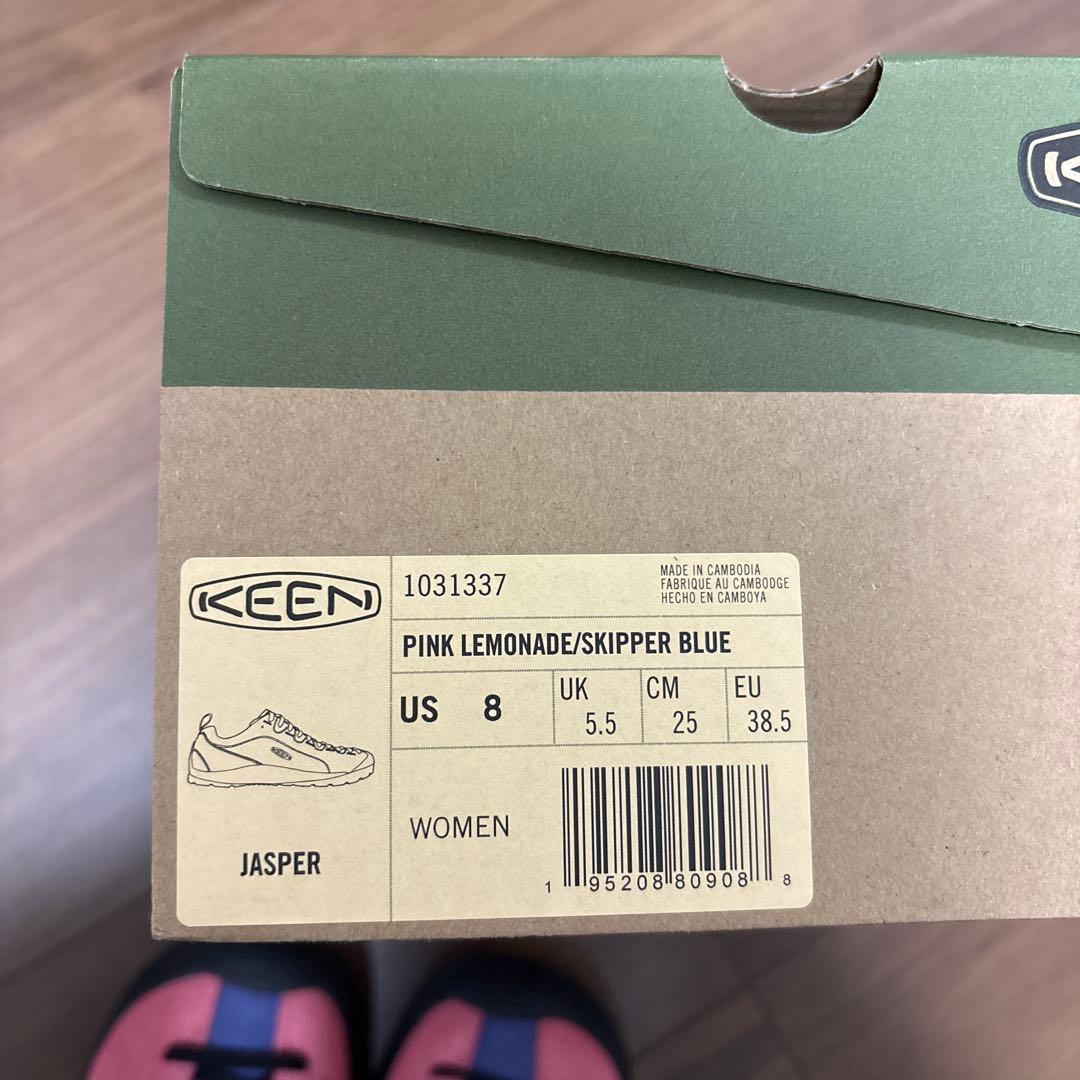 KEEN
1031337
MADE IN CAMBODIA
FABRIQUE AU CAMBODGE
HECHO EN CAMBOYA
PINK LEMONADE/SKIPPER BLUE
US 8
UK 5.5
CM 25
EU 38.5
KEEN
JASPER
WOMEN
1 95208 80908 8